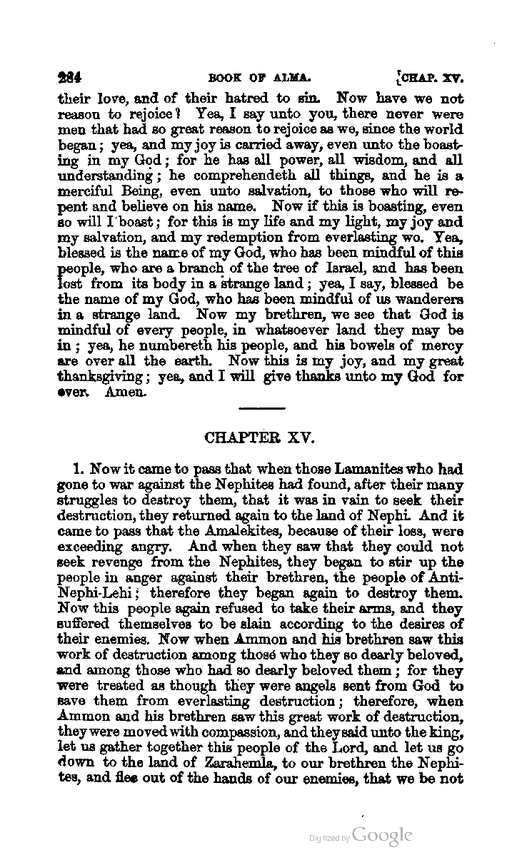 284 BOOK OF ALMA. [CHAP. XV.
their love, and of their hatred to sin. Now have we not
reason to rejoice? Yea, I say unto you, there never were
men that had so great reason to rejoice as we, since the world
began; yea, and my joy is carried away, even unto the boast-
ing in my God; for he has all power, all wisdom, and all
understanding; he comprehendeth all things, and he is a
merciful Being, even unto salvation, to those who will re-
pent and believe on his name. Now if this is boasting, even
so will I boast; for this is my life and my light, my joy and
my salvation, and my redemption from everlasting wo. Yea,
blessed is the name of my God, who has been mindful of this
people, who are a branch of the tree of Israel, and has been
lost from its body in a strange land; yea, I say, blessed be
the name of my God, who has been mindful of us wanderers
in a strange land. Now my brethren, we see that God is
mindful of every people, in whatsoever land they may be
in; yea, he numbereth his people, and his bowels of mercy
are over all the earth. Now this is my joy, and my great
thanksgiving; yea, and I will give thanks unto my God for
ever. Amen.
CHAPTER XV.
1. Now it came to pass that when those Lamanites who had
gone to war against the Nephites had found, after their many
struggles to destroy them, that it was in vain to seek their
destruction, they returned again to the land of Nephi. And it
came to pass that the Amalekites, because of their loss, were
exceeding angry. And when they saw that they could not
seek revenge from the Nephites, they began to stir up the
people in anger against their brethren, the people of Anti-
Nephi-Lehi; therefore they began again to destroy them.
Now this people again refused to take their arms, and they
suffered themselves to be slain according to the desires of
their enemies. Now when Ammon and his brethren saw this
work of destruction among those who they so dearly beloved,
and among those who had so dearly beloved them; for they
were treated as though they were angels sent from God to
save them from everlasting destruction; therefore, when
Ammon and his brethren saw this great work of destruction,
they were moved with compassion, and they said unto the king,
let us gather together this people of the Lord, and let us go
down to the land of Zarahemla, to our brethren the Nephi-
tes, and flee out of the hands of our enemies, that we be not
Digitized by Google